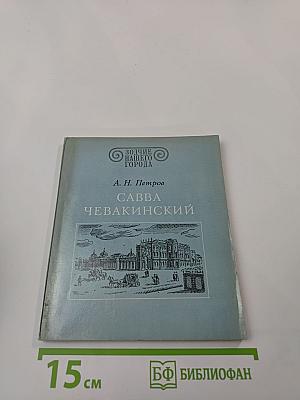 ЗОДЧИЕ
НАШЕГО
ГОРОДА
А. Н. Петров
САВВА
ЧЕВАКИНСКИЙ
15 см
БФ БИБЛИОФАН